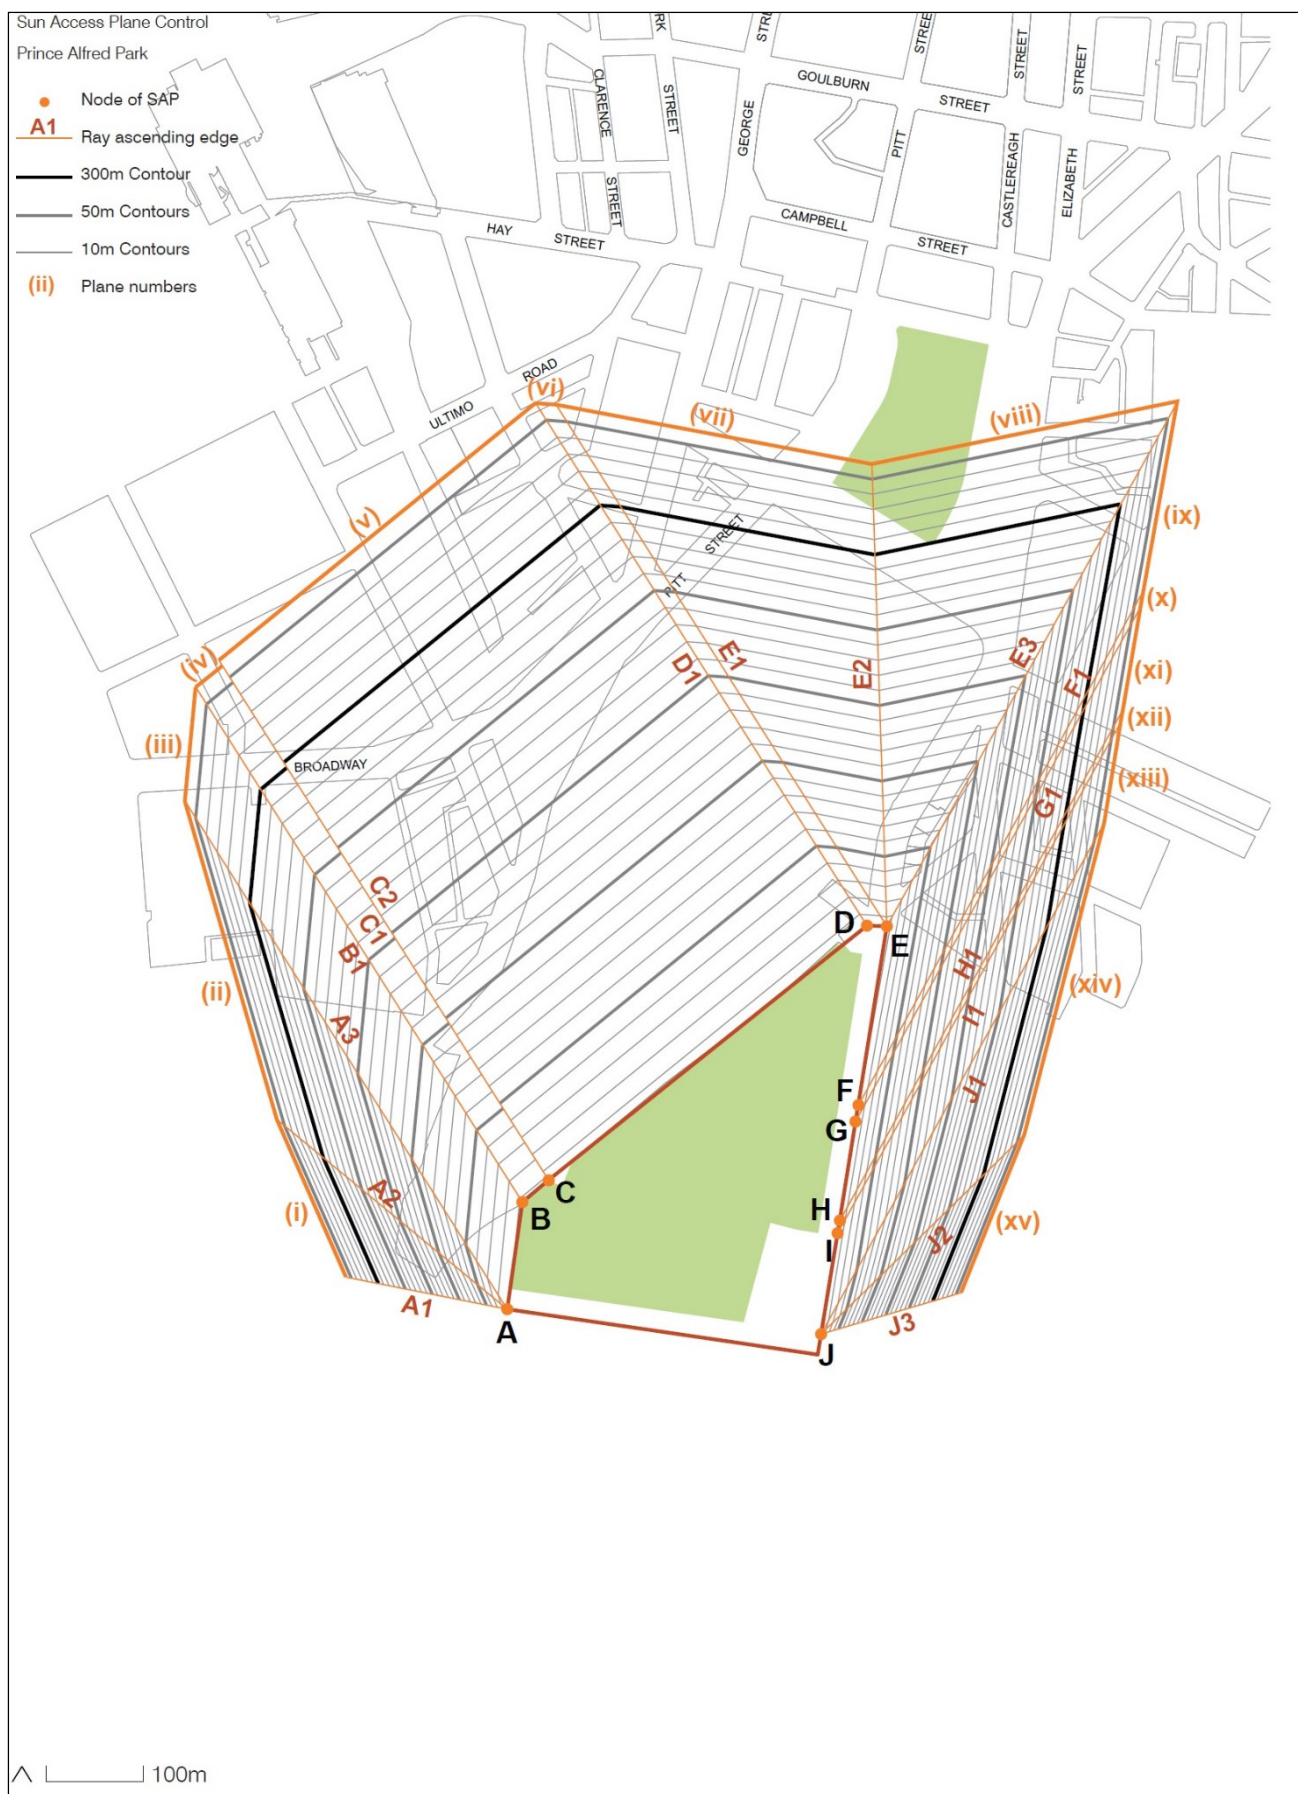 Sun Access Plane Control
Prince Alfred Park
Node of SAP
A1
Ray ascending edge
300m Contour
50m Contours
10m Contours
(ii)
Plane numbers
CLARENCE
STREET
STREET
GEORGE
GOULBURN
STREET
PITT
STREET
STREET
CASTLEREAGH
ELIZABETH
CAMPBELL
STREET
HAY
STREET
ROAD
ULTIMO
(vi)
(vii)
(viii)
(v)
(ix)
STREET
PITT
(x)
(iv)
(iii)
BROADWAY
D1
E1
E2
E3
F1
(xi)
(xii)
(xiii)
G1
C2
C1
B1
D
E
H1
(ii)
A3
I1
(xiv)
J1
F
G
C
B
A2
(i)
H
I
J2
(xv)
A1
A
J3
J
100m